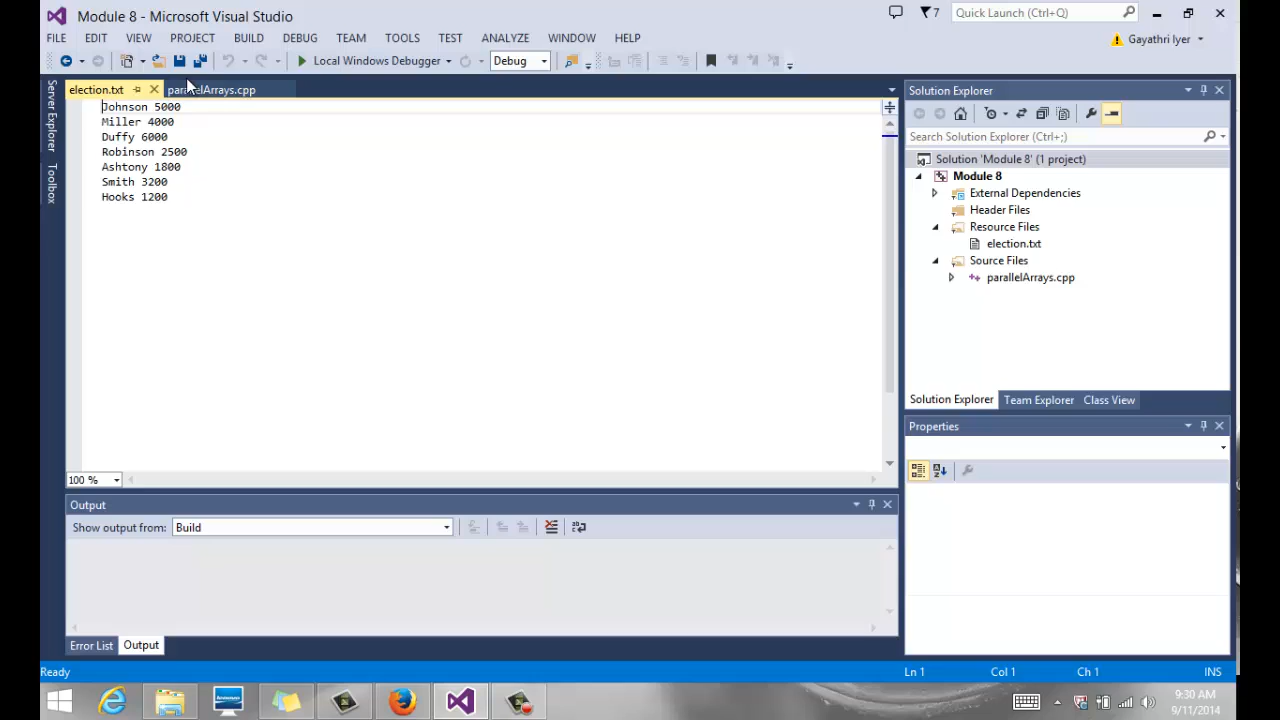 Module 8 - Microsoft Visual Studio
7
Quick Launch (Ctrl+Q)
FILE EDIT VIEW PROJECT BUILD DEBUG TEAM TOOLS TEST ANALYZE WINDOW HELP
Gayathri Iyer
Local Windows Debugger
Debug
Server Explorer
Toolbox
election.txt
parallelArrays.cpp
Johnson 5000
Miller 4000
Duffy 6000
Robinson 2500
Ashtony 1800
Smith 3200
Hooks 1200
100 %
Solution Explorer
Search Solution Explorer (Ctrl+;)
Solution 'Module 8' (1 project)
Module 8
External Dependencies
Header Files
Resource Files
election.txt
Source Files
parallelArrays.cpp
Solution Explorer Team Explorer Class View
Properties
Output
Show output from: Build
Error List Output
Ready
Ln 1 Col 1 Ch 1 INS
9:30 AM
9/11/2014